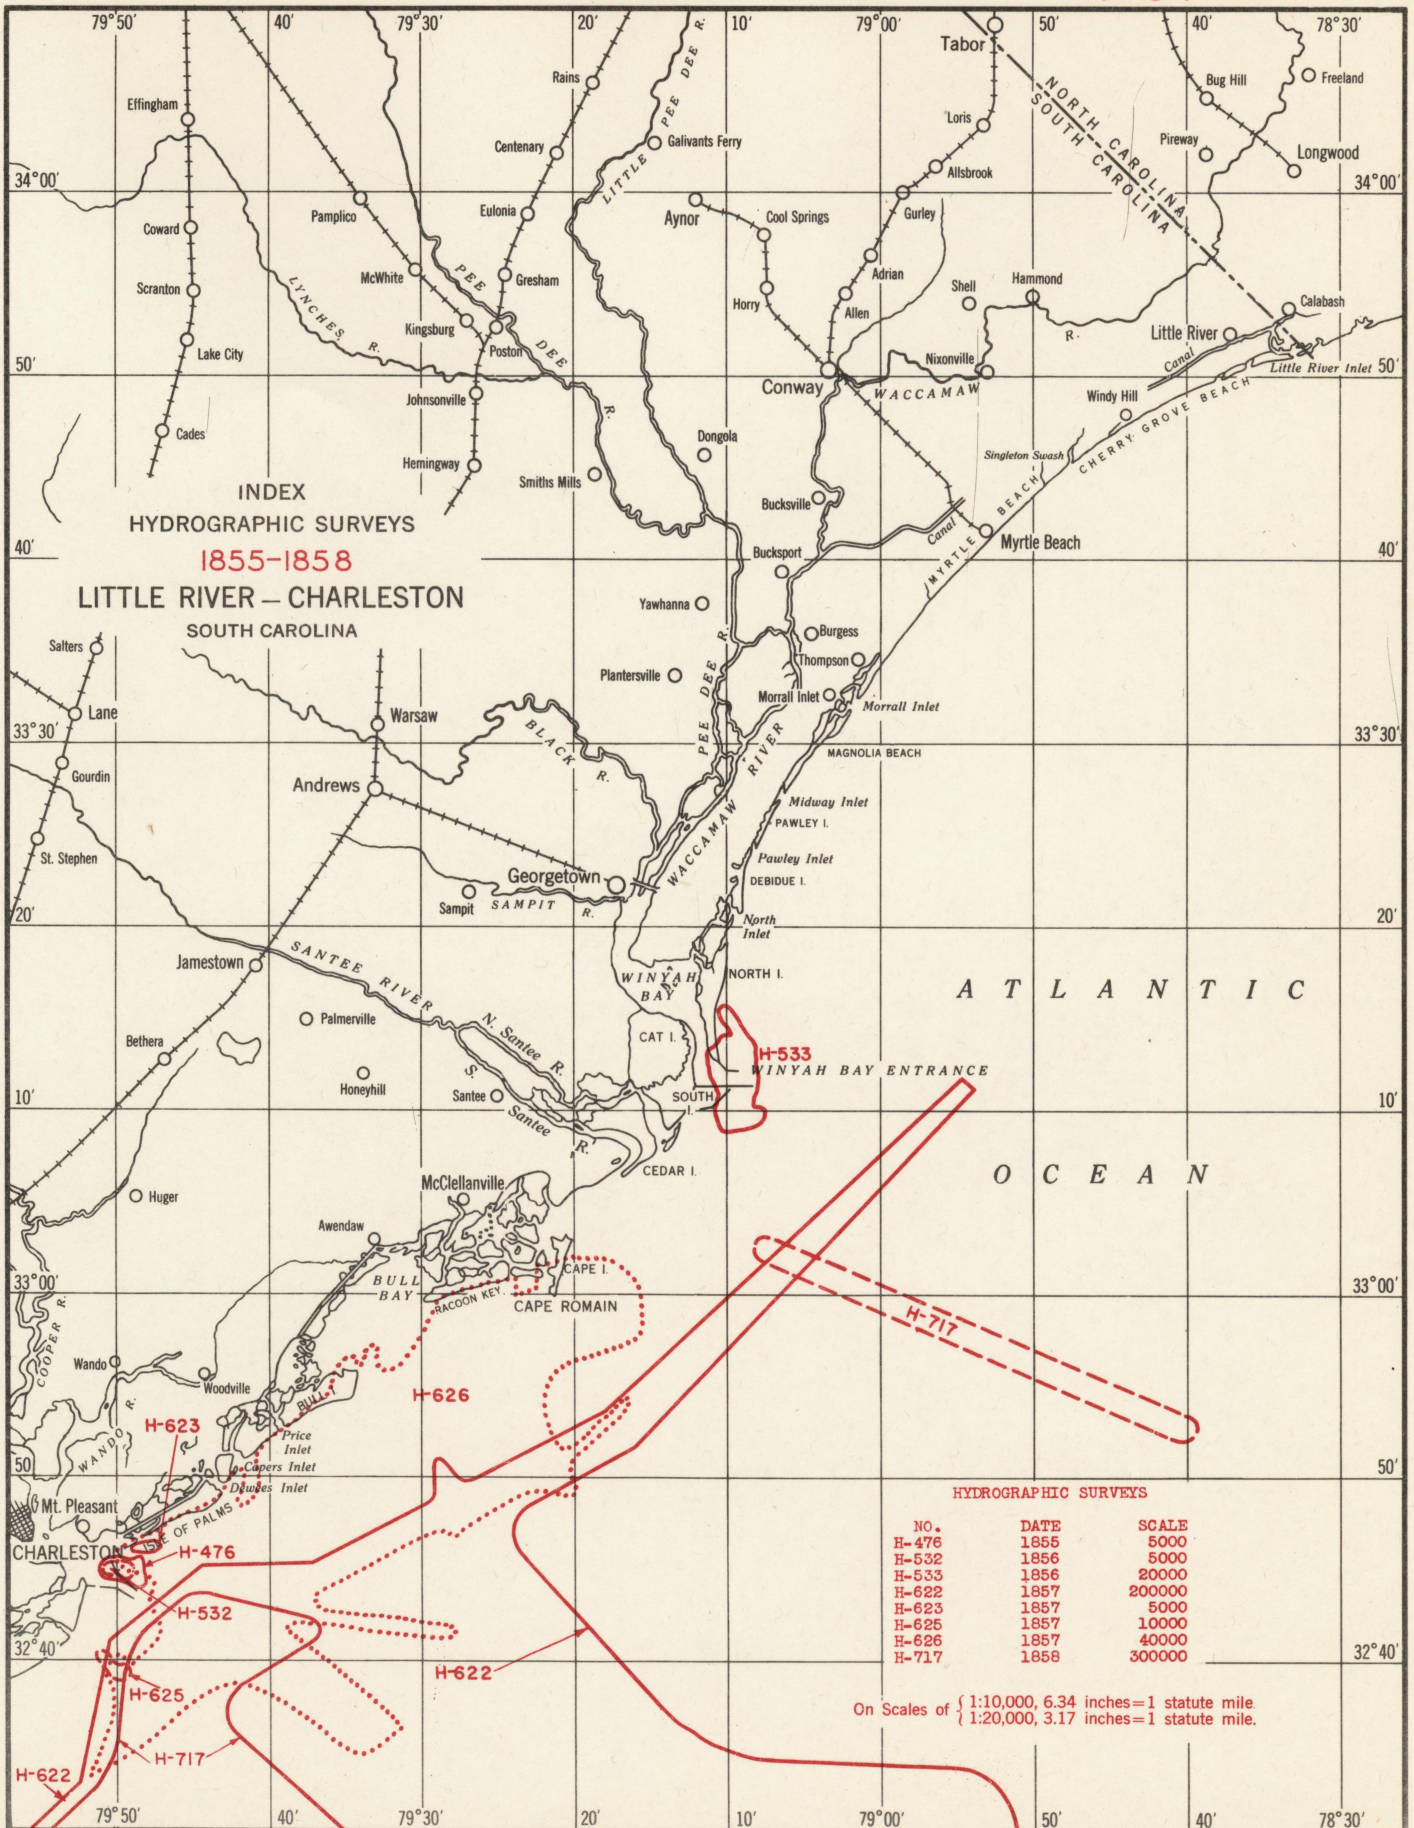 79°50'
40'
79°30'
20'
10'
79°00'
50'
40'
78°30'
Tabor
Bug Hill
Freeland
Rains
Effingham
LITTLE PEE DEE R.
NORTH CAROLINA
SOUTH CAROLINA
Loris
Centenary
Galivants Ferry
Pireway
Longwood
Allsbrook
34°00'
34°00'
Pamplico
Eulonia
Aynor
Cool Springs
Gurley
Coward
McWhite
PEE DEE R.
Gresham
Adrian
Shell
Hammond
Scranton
LYNCHES R.
Horry
Allen
Calabash
Kingsburg
Little River
R.
Lake City
Poston
Nixonville
Canal
Little River Inlet
50'
50'
Conway
WACCAMAW
Johnsonville
Windy Hill
CHERRY GROVE BEACH
Cades
Dongola
Hemingway
Singleton Swash
Smiths Mills
Bucksville
INDEX
HYDROGRAPHIC SURVEYS
1855-1858
LITTLE RIVER – CHARLESTON
SOUTH CAROLINA
Canal
MYRTLE BEACH
Myrtle Beach
40'
40'
Bucksport
Yawhanna
Burgess
Salters
Thompson
Plantersville
PEE DEE R.
Morrall Inlet
Morrall Inlet
Lane
Warsaw
BLACK R.
33°30'
33°30'
MAGNOLIA BEACH
Gourdin
Andrews
WACCAMAW RIVER
Midway Inlet
PAWLEY I.
St. Stephen
Pawley Inlet
Georgetown
DEBIDUE I.
Sampit
SAMPIT R.
20'
North
Inlet
20'
Jamestown
SANTEE RIVER
WINYAH
BAY
NORTH I.
ATLANTIC
Palmerville
N. Santee R.
CAT I.
Bethera
H-533
WINYAH BAY ENTRANCE
Honeyhill
S. Santee R.
Santee
SOUTH
I.
10'
10'
CEDAR I.
OCEAN
McClellanville
Huger
Awendaw
CAPE I.
BULL
BAY
33°00'
33°00'
RACOON KEY
CAPE ROMAIN
COOPER R.
H-717
Wando
Woodville
BULL I.
H-626
WANDO R.
H-623
Price
Inlet
Capers Inlet
50'
50'
Dewees Inlet
Mt. Pleasant
ISLE OF PALMS
CHARLESTON
H-476
H-532
HYDROGRAPHIC SURVEYS
NO. DATE SCALE
H-476 1855 5000
H-532 1856 5000
H-533 1856 20000
H-622 1857 200000
H-623 1857 5000
H-625 1857 10000
H-626 1857 40000
H-717 1858 300000
32°40'
32°40'
H-622
H-625
On Scales of { 1:10,000, 6.34 inches=1 statute mile.
{ 1:20,000, 3.17 inches=1 statute mile.
H-717
H-622
79°50'
40'
79°30'
20'
10'
79°00'
50'
40'
78°30'